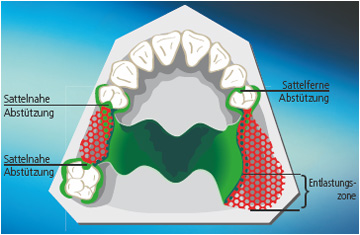 Sattelnahe
Abstützung
Sattelferne
Abstützung
Sattelnahe
Abstützung
Entlastungs-
zone